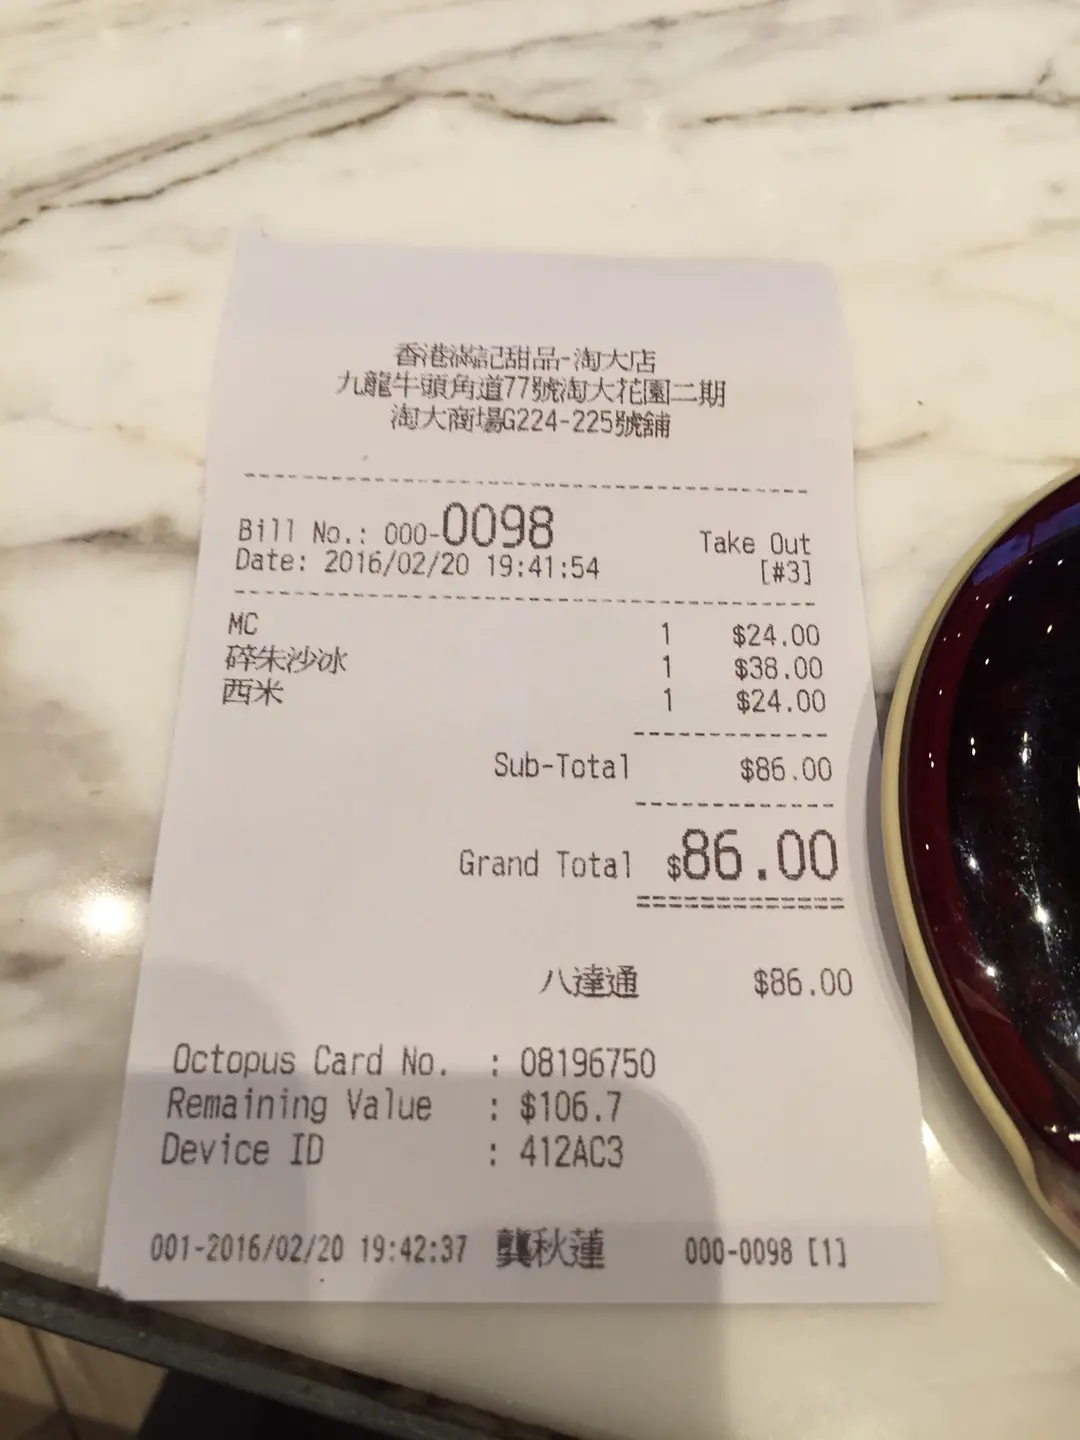 香港滿記甜品-淘大店
九龍牛頭角道77號淘大花園二期
淘大商場G224-225號舖
Bill No.: 000-0098 Take Out
Date: 2016/02/20 19:41:54 [#3]
MC 1 $24.00
碎朱沙冰 1 $38.00
西米 1 $24.00
Sub-Total $86.00
Grand Total $86.00
八達通 $86.00
Octopus Card No. : 08196750
Remaining Value : $106.7
Device ID : 412AC3
001-2016/02/20 19:42:37 龔秋蓮 000-0098 [1]